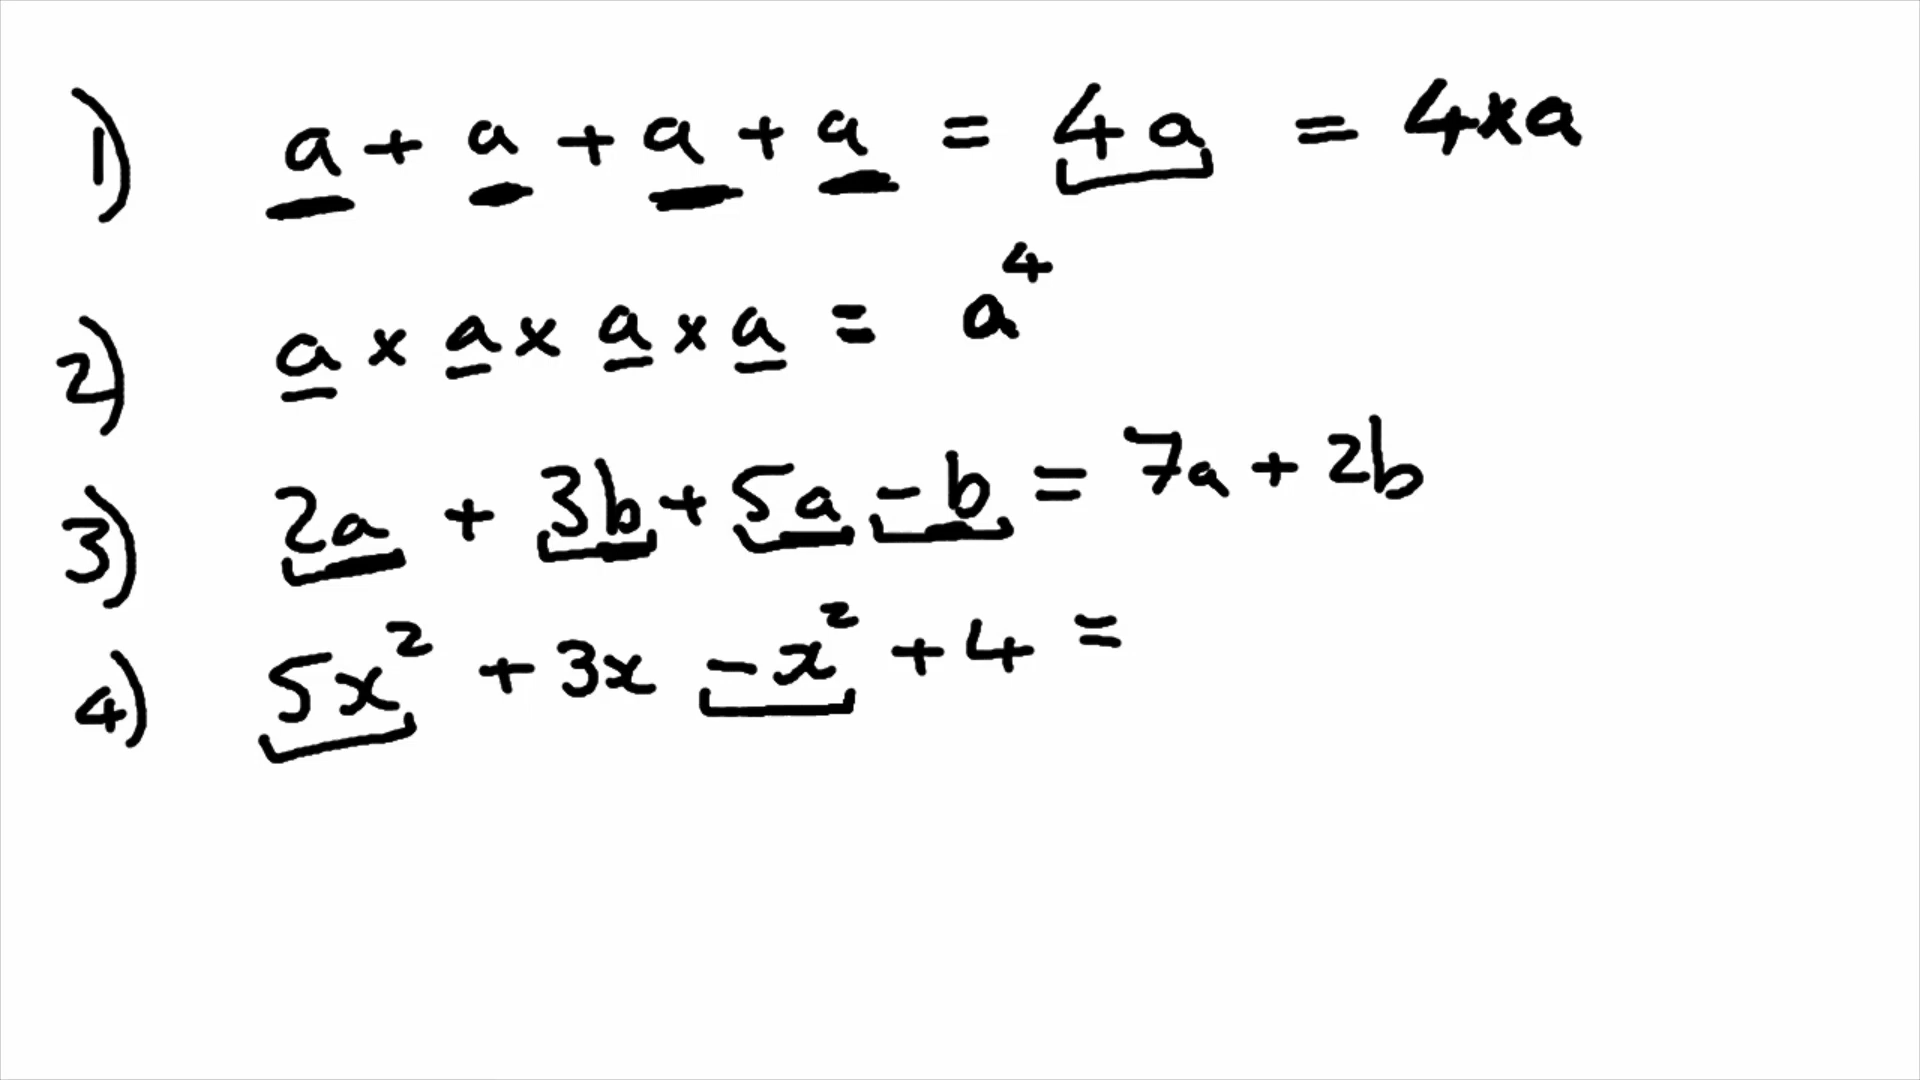 1) a + a + a + a = 4a = 4×a
2) a × a × a × a = a⁴
3) 2a + 3b + 5a - b = 7a + 2b
4) 5x² + 3x - x² + 4 =